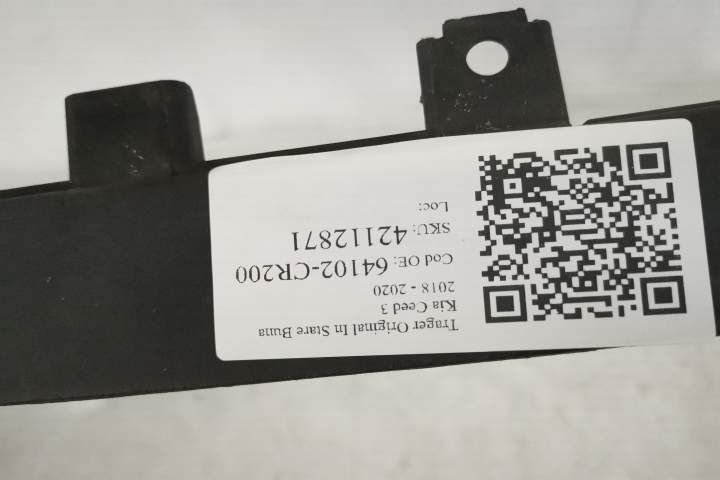 Trager Original In Stare Buna
Kia Ceed 3
2018 - 2020
Cod OE: 64102-CR200
SKU: 42112871
Loc: